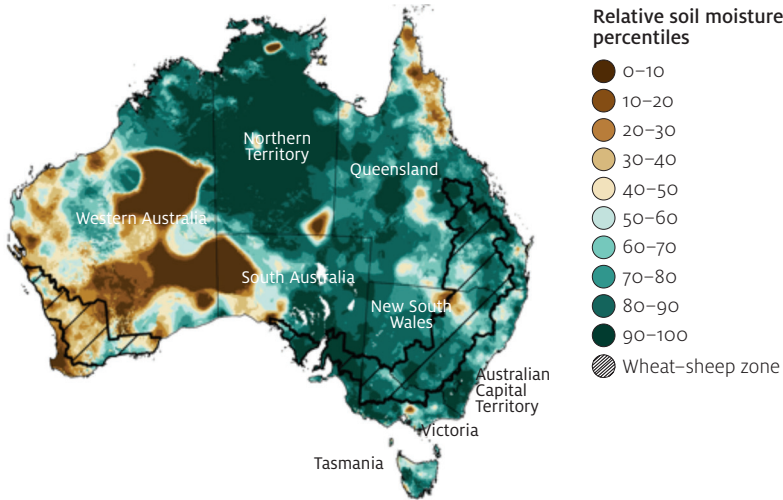 Relative soil moisture
percentiles
0–10
10–20
20–30
30–40
40–50
50–60
60–70
70–80
80–90
90–100
Wheat–sheep zone
Northern
Territory
Queensland
Western Australia
South Australia
New South
Wales
Australian
Capital
Territory
Victoria
Tasmania